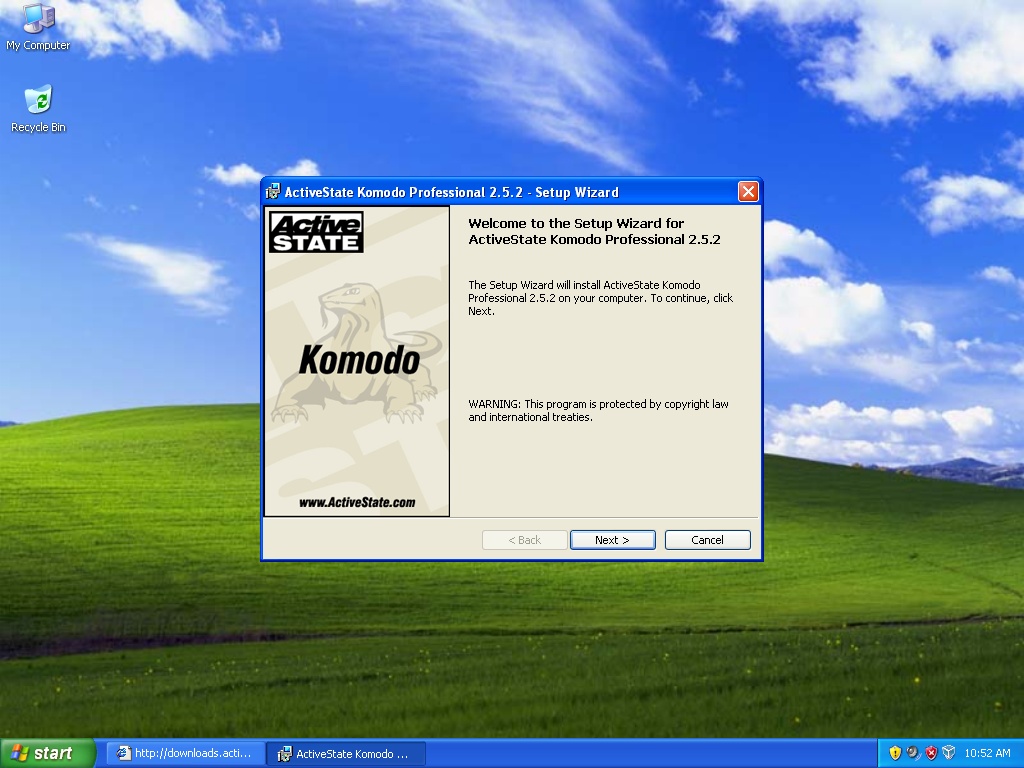 My Computer
Recycle Bin
ActiveState Komodo Professional 2.5.2 - Setup Wizard
Active
STATE
Komodo
www.ActiveState.com
Welcome to the Setup Wizard for
ActiveState Komodo Professional 2.5.2
The Setup Wizard will install ActiveState Komodo
Professional 2.5.2 on your computer. To continue, click
Next.
WARNING: This program is protected by copyright law
and international treaties.
< Back
Next >
Cancel
start
http://downloads.acti...
ActiveState Komodo ...
10:52 AM